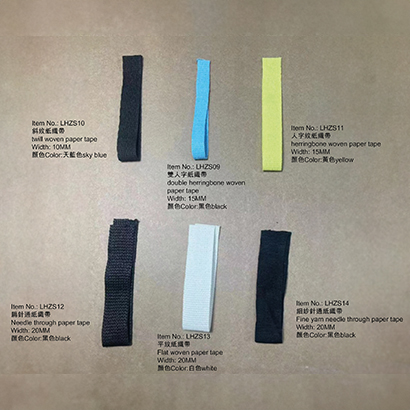 Item No.: LHZS10
斜紋紙織帶
twill woven paper tape
Width: 10MM
顏色Color:天藍色sky blue
Item No.: LHZS09
雙人字紙織帶
double herringbone woven
paper tape
Width: 15MM
顏色Color:黑色black
Item No.: LHZS11
人字紋紙織帶
herringbone woven paper tape
Width: 15MM
顏色Color:黃色yellow
Item No.: LHZS12
鉤針通紙織帶
Needle through paper tape
Width: 20MM
顏色Color:黑色black
Item No.: LHZS13
平紋紙織帶
Flat woven paper tape
Width: 20MM
顏色Color:白色white
Item No.: LHZS14
細紗針通紙織帶
Fine yam needle through paper tape
Width: 20MM
顏色Color:黑色black